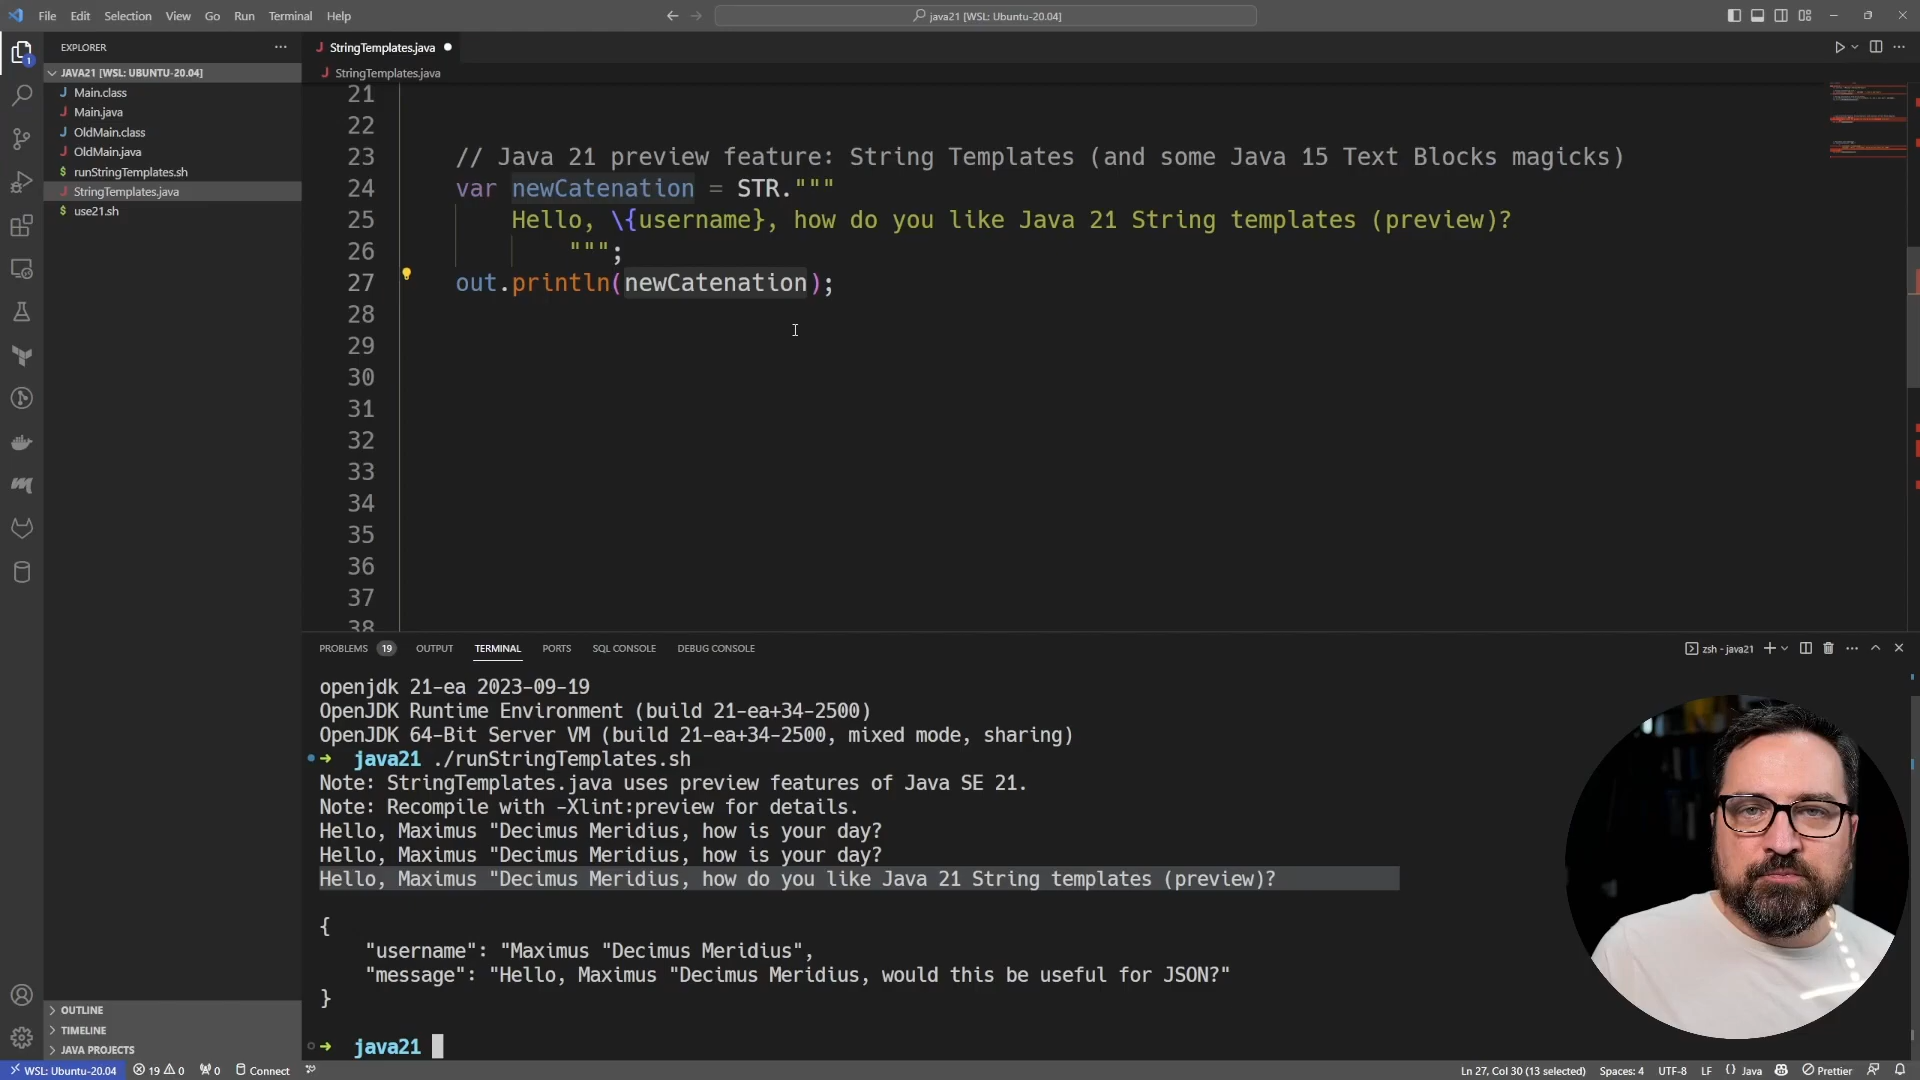 File Edit Selection View Go Run Terminal Help
java21 [WSL: Ubuntu-20.04]
EXPLORER
JAVA21 [WSL: UBUNTU-20.04]
J Main.class
J Main.java
J OldMain.class
J OldMain.java
$ runStringTemplates.sh
J StringTemplates.java
$ use21.sh
OUTLINE
TIMELINE
JAVA PROJECTS
1
J StringTemplates.java
J StringTemplates.java
21
22
23 // Java 21 preview feature: String Templates (and some Java 15 Text Blocks magicks)
24 var newCatenation = STR."""
25 Hello, \{username}, how do you like Java 21 String templates (preview)?
26 """;
27 out.println(newCatenation);
28
29
30
31
32
33
34
35
36
37
38
PROBLEMS 19 OUTPUT TERMINAL PORTS SQL CONSOLE DEBUG CONSOLE
zsh - java21
openjdk 21-ea 2023-09-19
OpenJDK Runtime Environment (build 21-ea+34-2500)
OpenJDK 64-Bit Server VM (build 21-ea+34-2500, mixed mode, sharing)
➜ java21 ./runStringTemplates.sh
Note: StringTemplates.java uses preview features of Java SE 21.
Note: Recompile with -Xlint:preview for details.
Hello, Maximus "Decimus Meridius, how is your day?
Hello, Maximus "Decimus Meridius, how is your day?
Hello, Maximus "Decimus Meridius, how do you like Java 21 String templates (preview)?
{
"username": "Maximus "Decimus Meridius",
"message": "Hello, Maximus "Decimus Meridius, would this be useful for JSON?"
}
➜ java21
WSL: Ubuntu-20.04 19 0 0 Connect
Ln 27, Col 30 (13 selected) Spaces: 4 UTF-8 LF {} Java Prettier